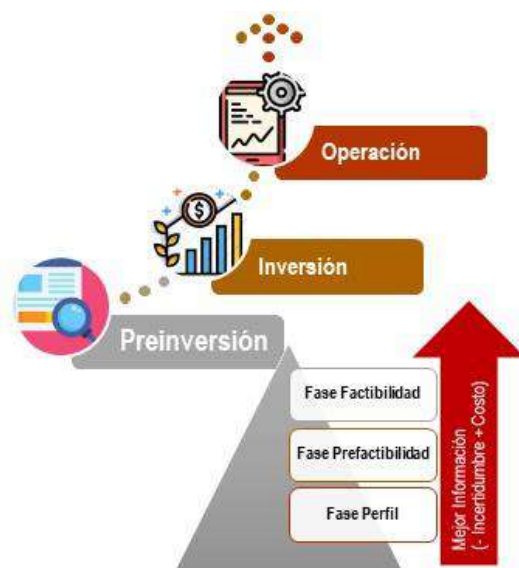 Operación
Inversión
Preinversión
Fase Factibilidad
Fase Prefactibilidad
Fase Perfil
Mejor Información
(- Incertidumbre + Costo)
$